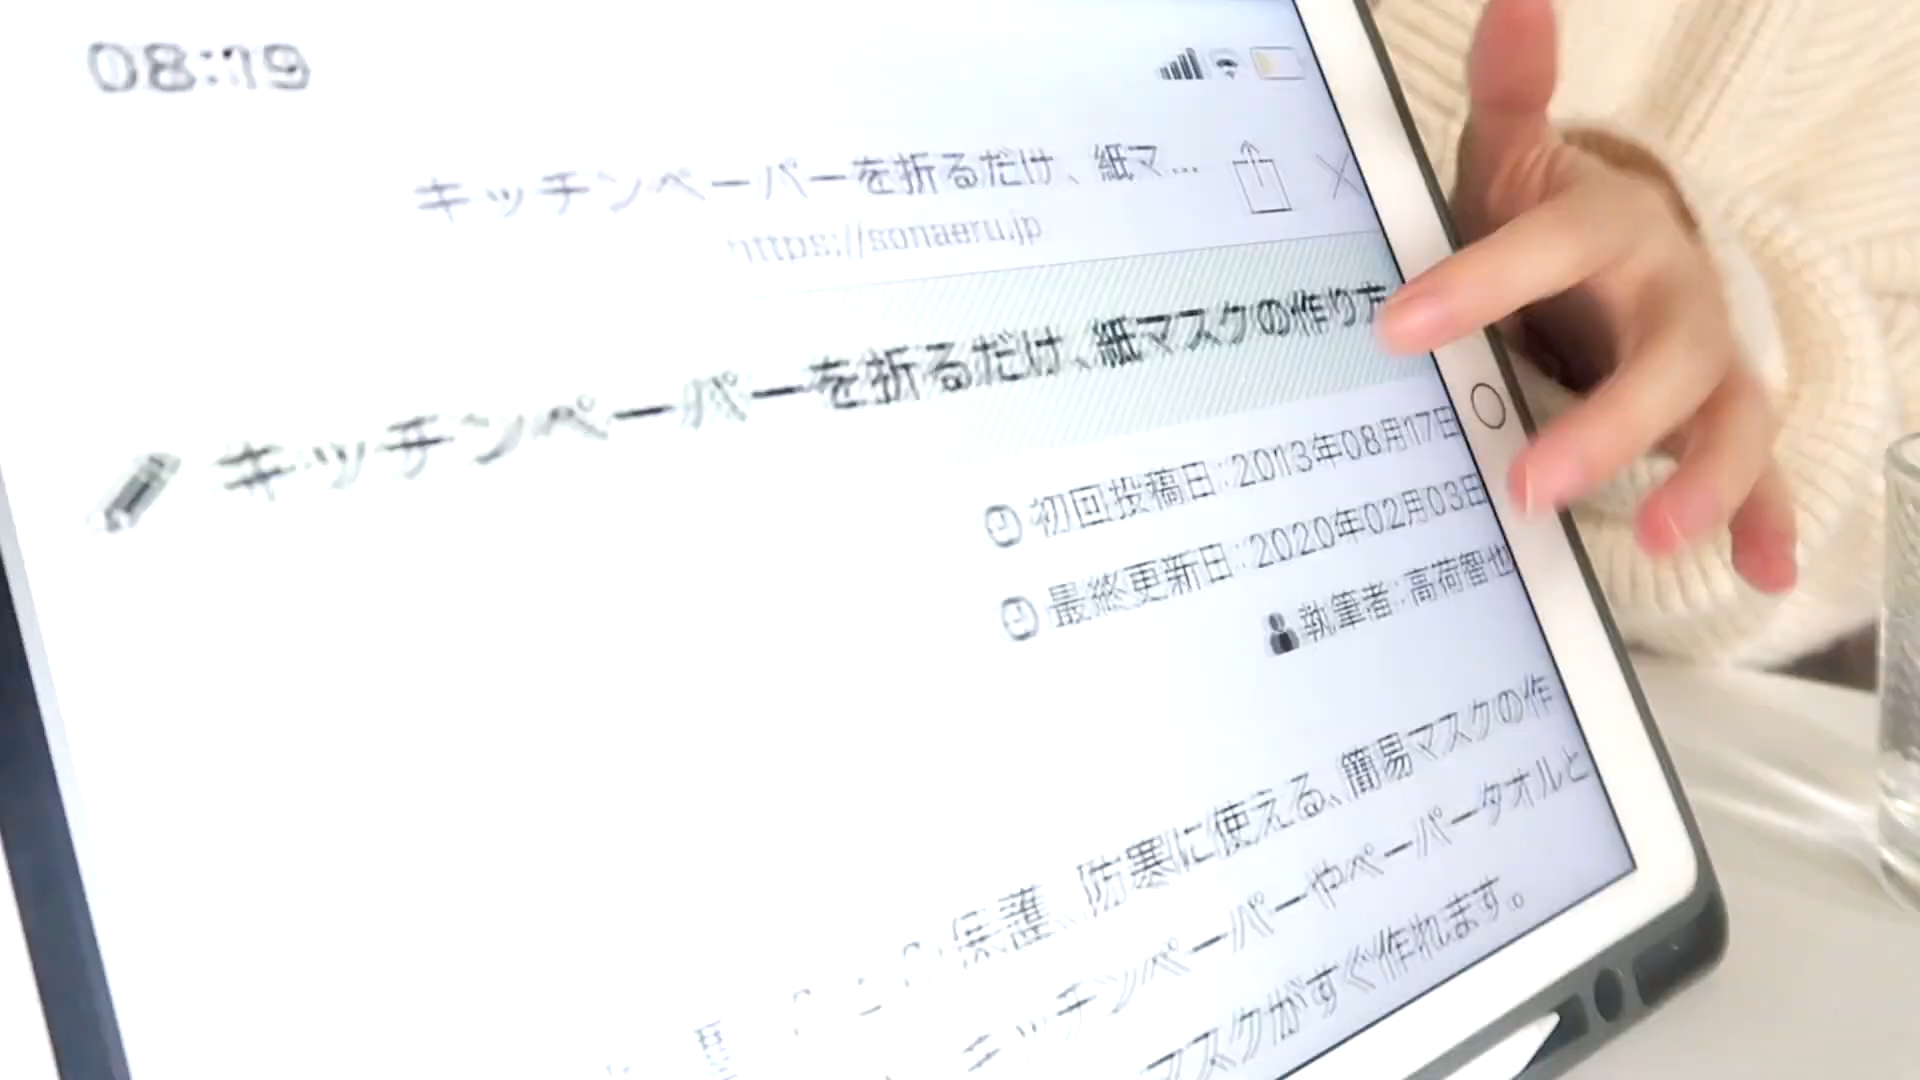 08:19
キッチンペーパーを折るだけ、紙マ...
https://sonaeru.jp
キッチンペーパーを折るだけ、紙マスクの作り方
初回投稿日:2013年08月17日
最終更新日:2020年02月03日
執筆者:高荷智也
保護、防寒に使える、簡易マスクの作
キッチンペーパーやペーパータオルと
マスクがすぐ作れます。